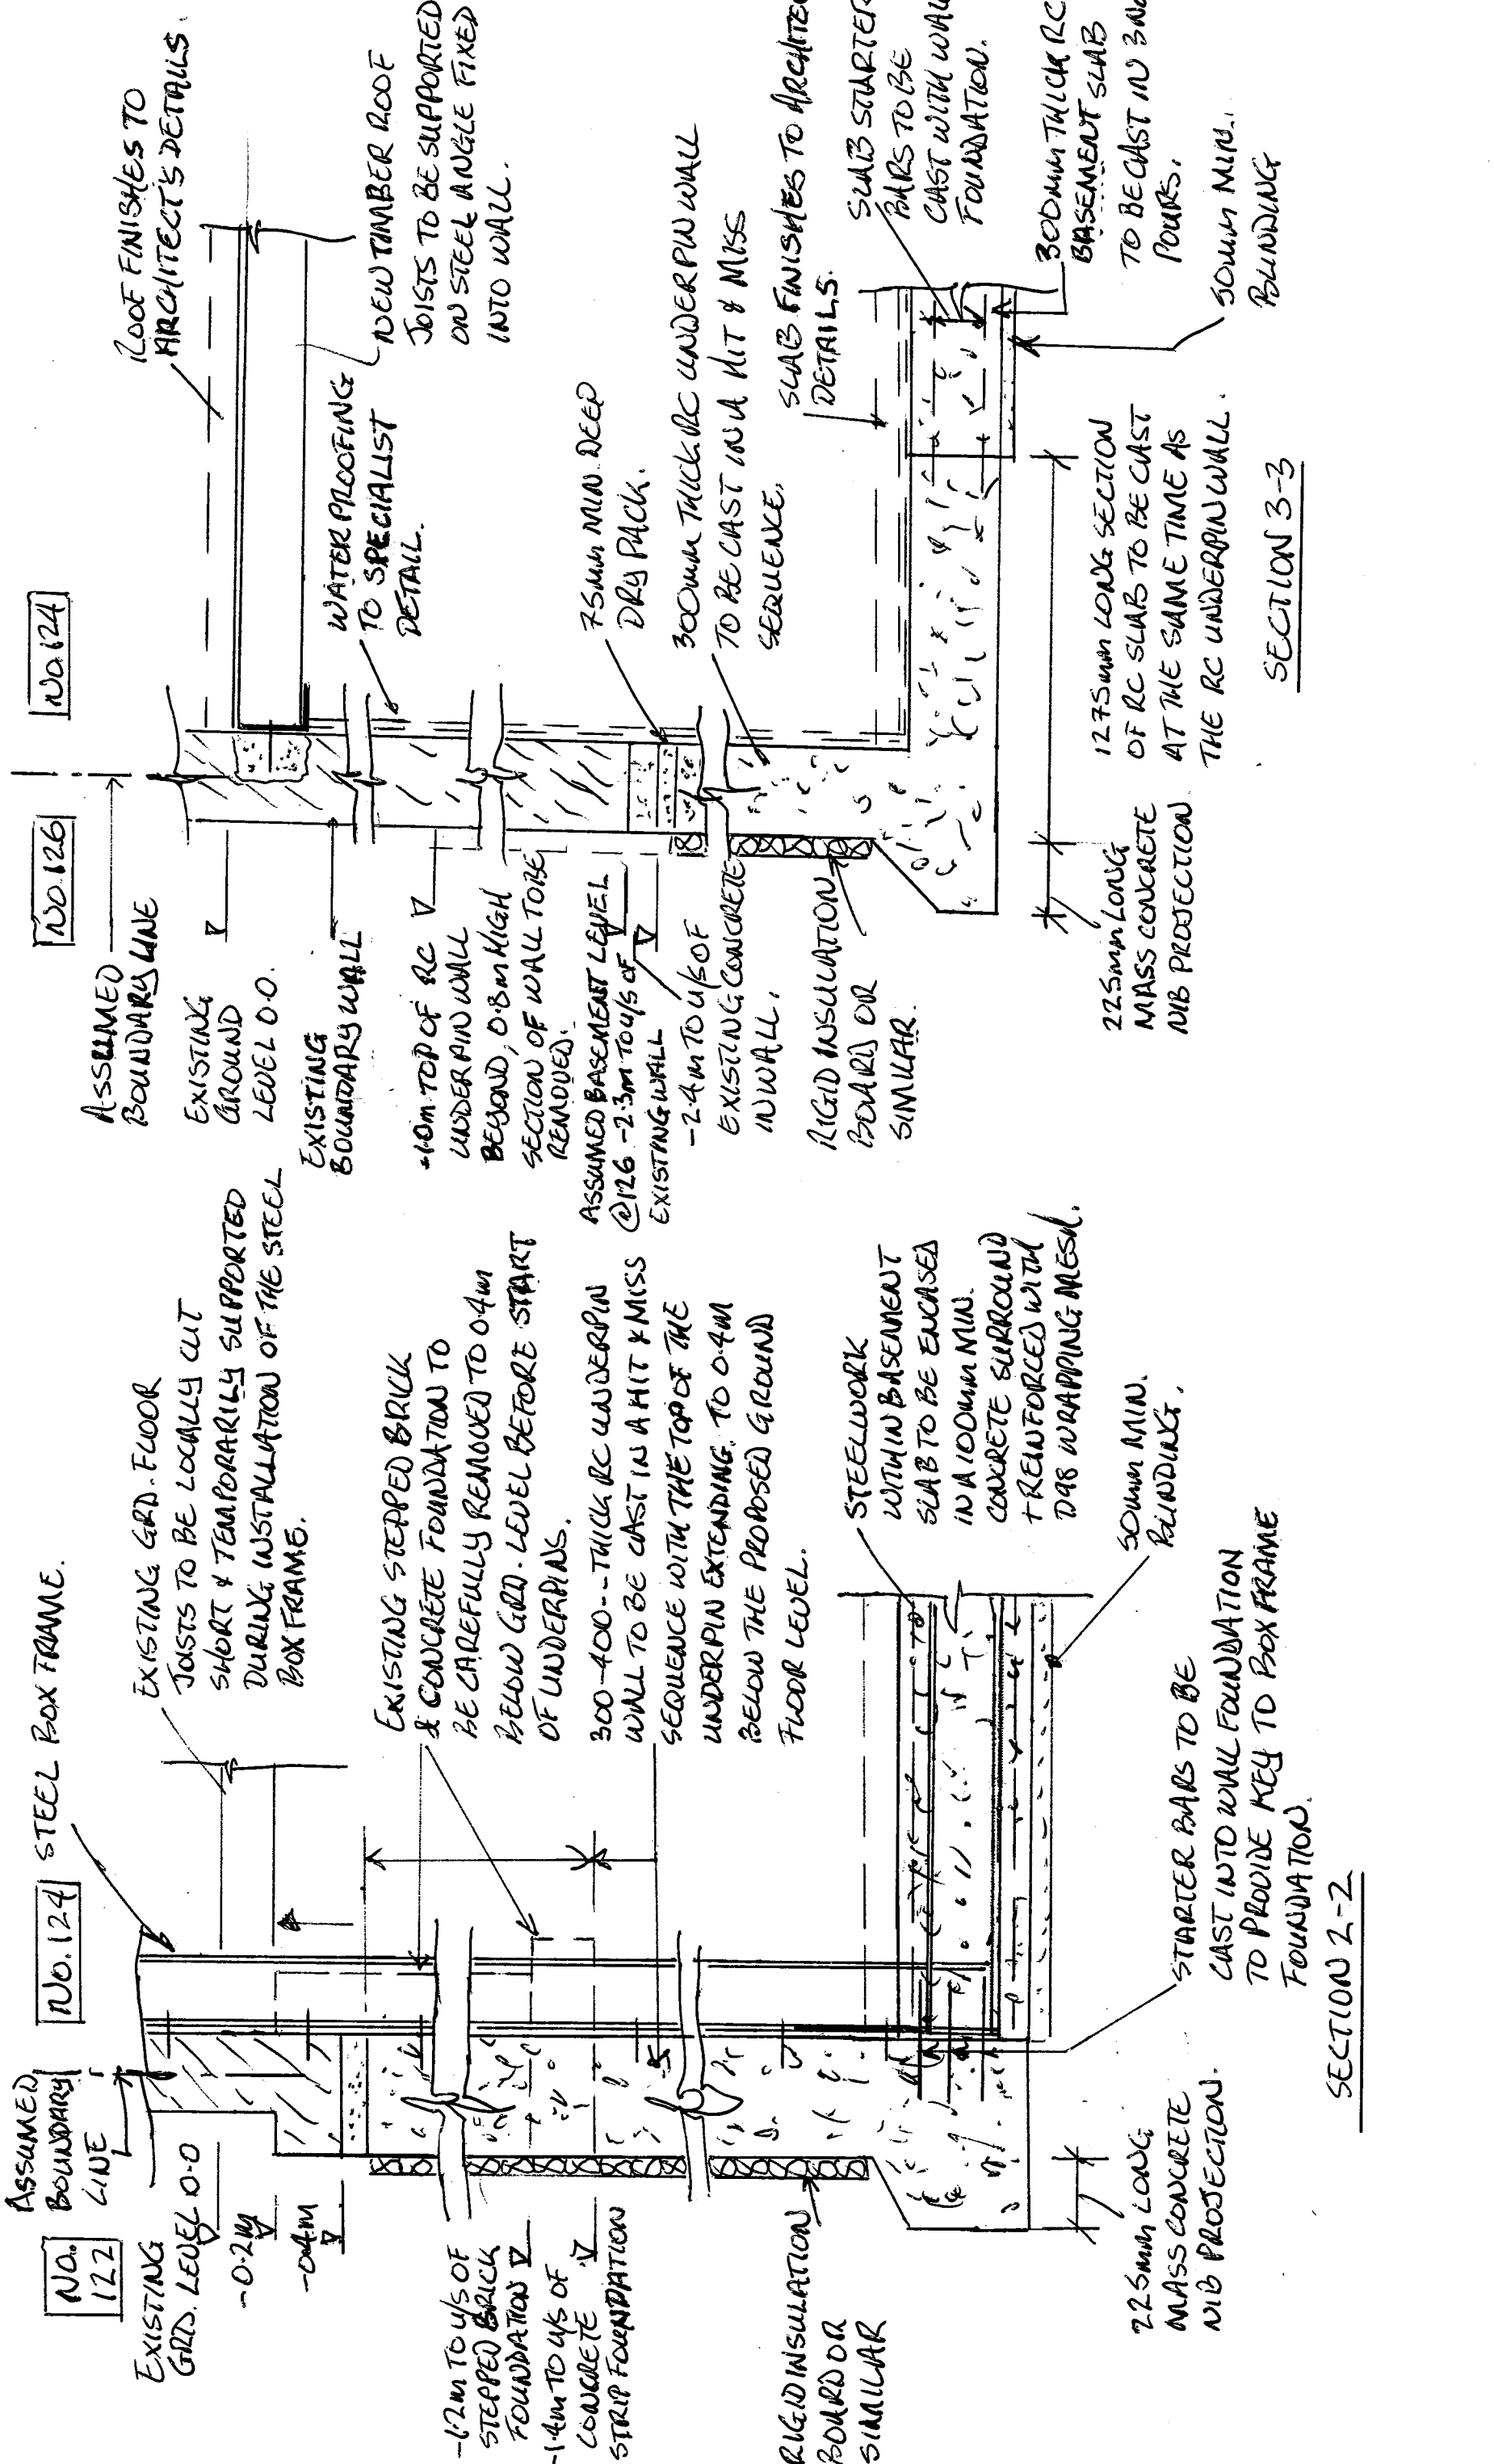 No.
122
ASSUMED
BOUNDARY
LINE
No. 124
STEEL BOX FRAME.
EXISTING
GRD. LEVEL 0.0
-0.2M
-0.4M
-1.2M TO U/S OF
STEPPED BRICK
FOUNDATION
-1.4M TO U/S OF
CONCRETE
STRIP FOUNDATION
RIGID INSULATION
BOARD OR
SIMILAR
225mm LONG
MASS CONCRETE
NIB PROJECTION.
EXISTING GRD. FLOOR
JOISTS TO BE LOCALLY CUT
SHORT & TEMPORARILY SUPPORTED
DURING INSTALLATION OF THE STEEL
BOX FRAME.
EXISTING STEPPED BRICK
& CONCRETE FOUNDATION TO
BE CAREFULLY REMOVED TO 0.4m
BELOW GRD. LEVEL BEFORE START
OF UNDERPINS.
300-400-- THICK RC UNDERPIN
WALL TO BE CAST IN A HIT & MISS
SEQUENCE WITH THE TOP OF THE
UNDERPIN EXTENDING TO 0.4M
BELOW THE PROPOSED GROUND
FLOOR LEVEL.
STEELWORK
WITHIN BASEMENT
SLAB TO BE ENCASED
IN A 100mm MIN.
CONCRETE SURROUND
+ REINFORCED WITH
D98 WRAPPING MESH.
50mm MIN.
BLINDING.
STARTER BARS TO BE
CAST INTO WALL FOUNDATION
TO PROVIDE KEY TO BOX FRAME
FOUNDATION.
SECTION 2-2
No.126
No.124
ASSUMED
BOUNDARY LINE
EXISTING
GROUND
LEVEL 0.0.
EXISTING
BOUNDARY WALL
-1.0m TOP OF RC
UNDERPIN WALL
BEYOND, 0.8m HIGH
SECTION OF WALL TO BE
REMOVED.
ASSUMED BASEMENT LEVEL
@126 -2.3m TO U/S OF
EXISTING WALL
-2.4m TO U/S OF
EXISTING CONCRETE
IN WALL.
RIGID INSULATION
BOARD OR
SIMILAR.
225mm LONG
MASS CONCRETE
NIB PROJECTION
ROOF FINISHES TO
ARCHITECT'S DETAILS.
NEW TIMBER ROOF
JOISTS TO BE SUPPORTED
ON STEEL ANGLE FIXED
INTO WALL.
WATERPROOFING
TO SPECIALIST
DETAIL.
75mm MIN. DEEP
DRY PACK.
300mm THICK RC UNDERPIN WALL
TO BE CAST IN A HIT & MISS
SEQUENCE.
SLAB FINISHES TO ARCHITEC
DETAILS.
SLAB STARTER
BARS TO BE
CAST WITH WALL
FOUNDATION.
300mm THICK RC
BASEMENT SLAB
TO BE CAST IN 3No
POURS.
50mm MIN.
BLINDING
1275mm LONG SECTION
OF RC SLAB TO BE CAST
AT THE SAME TIME AS
THE RC UNDERPIN WALL.
SECTION 3-3